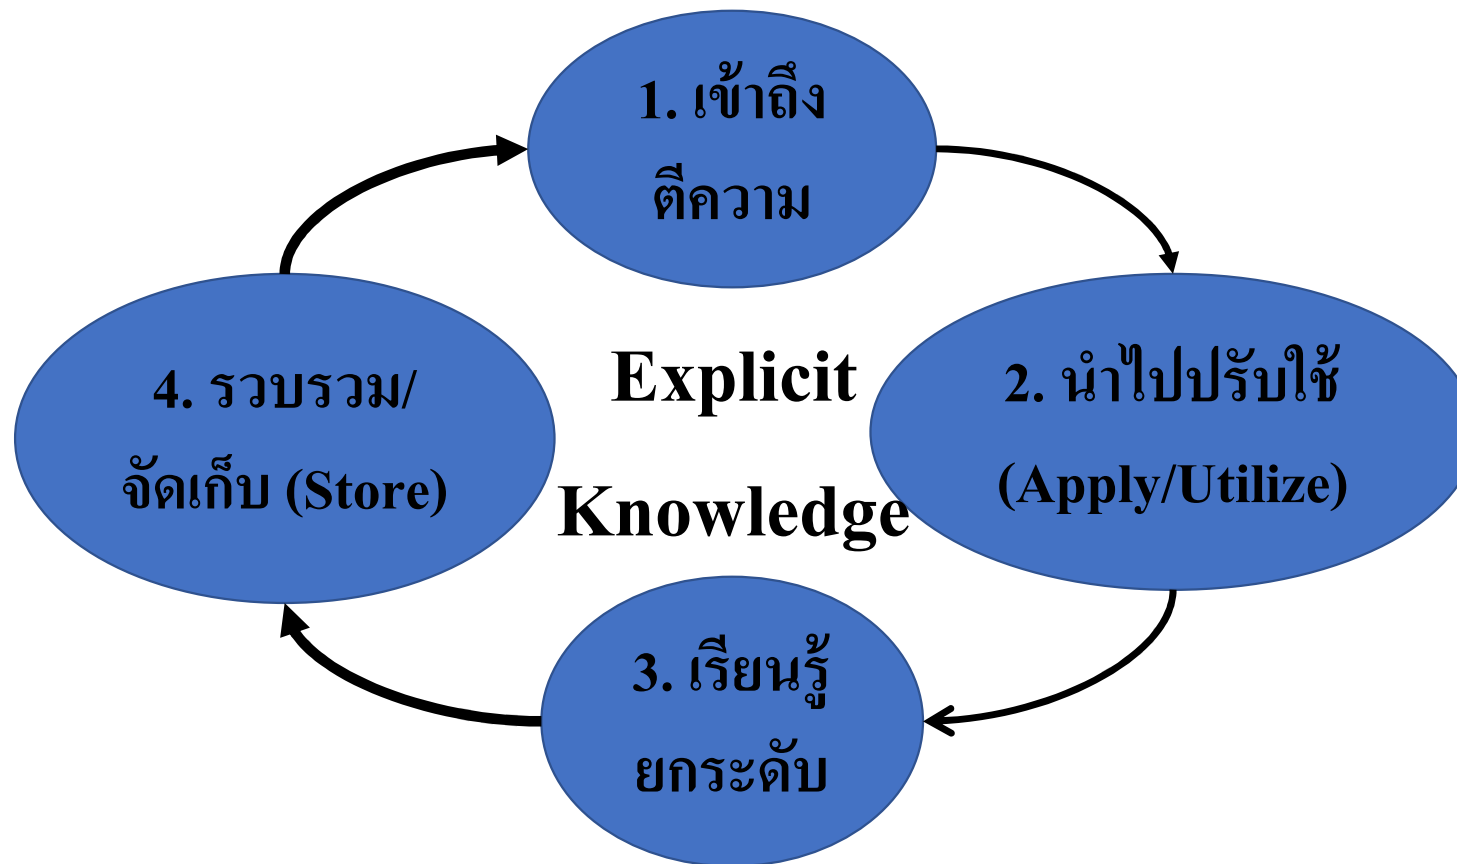 1. เข้าถึง
ตีความ
2. นำไปปรับใช้
(Apply/Utilize)
3. เรียนรู้
ยกระดับ
4. รวบรวม/
จัดเก็บ (Store)
Explicit
Knowledge